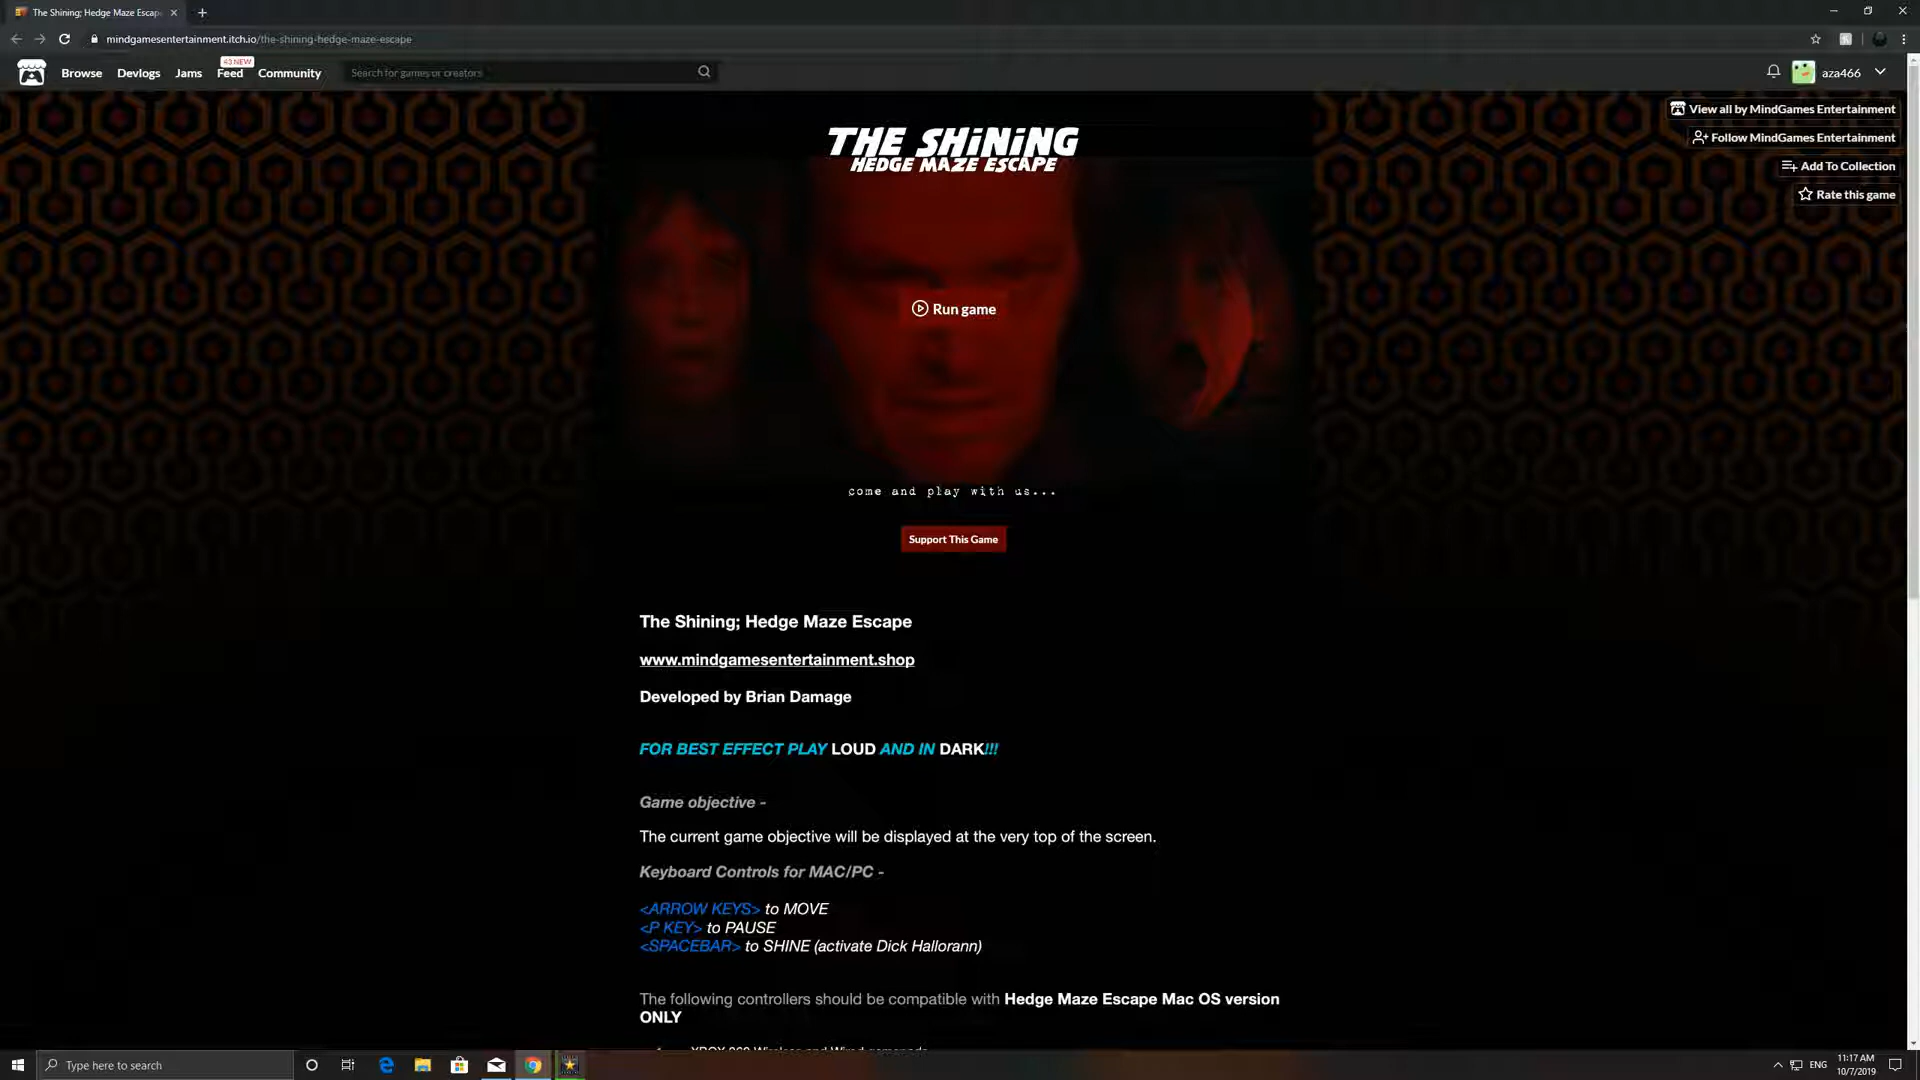 The Shining; Hedge Maze Escap
mindgamesentertainment.itch.io/the-shining-hedge-maze-escape
43 NEW
Browse Devlogs Jams Feed Community Search for games or creators aza466
View all by MindGames Entertainment
Follow MindGames Entertainment
Add To Collection
Rate this game
THE SHiNiNG
HEDGE MAZE ESCAPE
Run game
come and play with us...
Support This Game
The Shining; Hedge Maze Escape
www.mindgamesentertainment.shop
Developed by Brian Damage
FOR BEST EFFECT PLAY LOUD AND IN DARK!!!
Game objective -
The current game objective will be displayed at the very top of the screen.
Keyboard Controls for MAC/PC -
<ARROW KEYS> to MOVE
<P KEY> to PAUSE
<SPACEBAR> to SHINE (activate Dick Hallorann)
The following controllers should be compatible with Hedge Maze Escape Mac OS version
ONLY
XBOX 360 Wireless and Wired gamepads
Type here to search
ENG
11:17 AM
10/7/2019